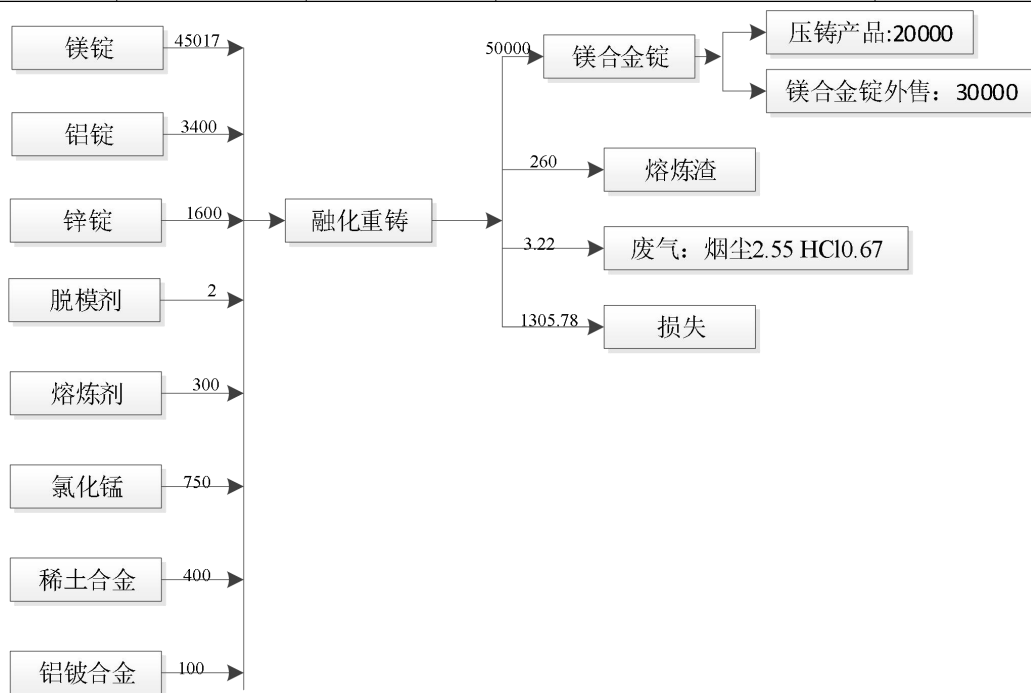 镁锭
45017
铝锭
3400
锌锭
1600
脱模剂
2
熔炼剂
300
氯化锰
750
稀土合金
400
铝铍合金
100
融化重铸
50000
镁合金锭
压铸产品:20000
镁合金锭外售：30000
260
熔炼渣
3.22
废气：烟尘2.55 HCl0.67
1305.78
损失